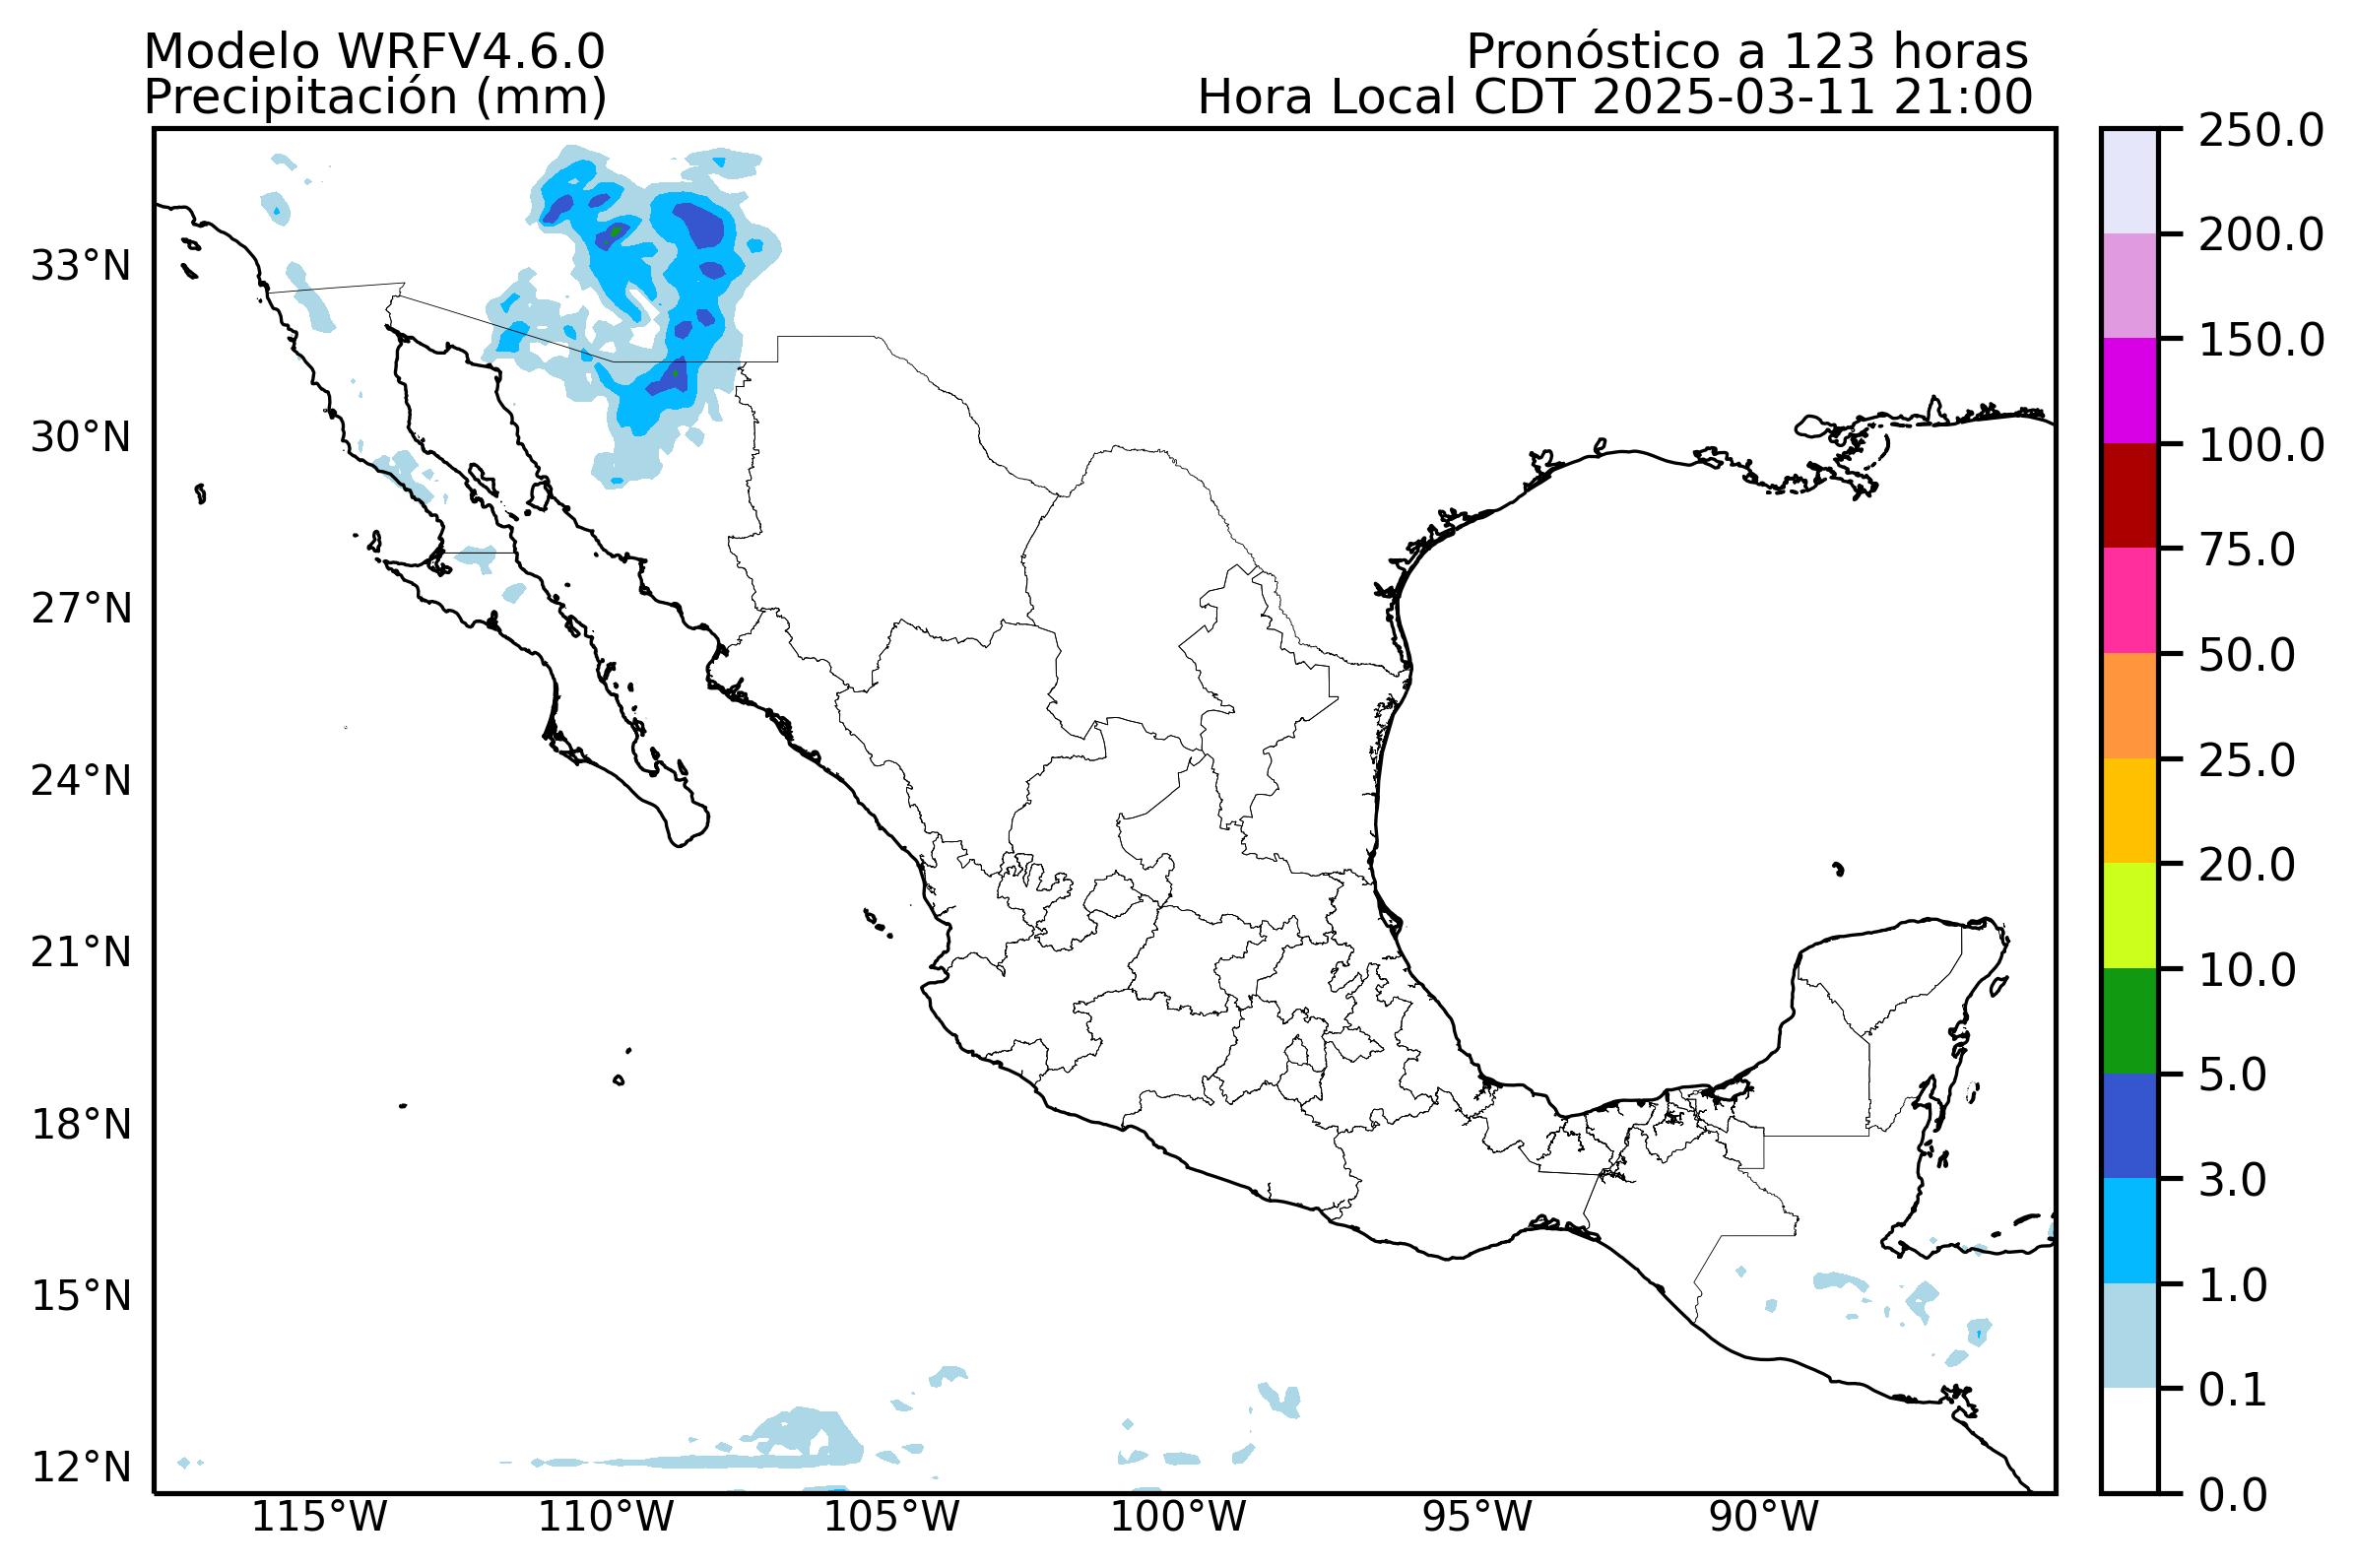 Modelo WRFV4.6.0
Pronóstico a 123 horas
Precipitación (mm)
Hora Local CDT 2025-03-11 21:00
33°N
30°N
27°N
24°N
21°N
18°N
15°N
12°N
115°W
110°W
105°W
100°W
95°W
90°W
250.0
200.0
150.0
100.0
75.0
50.0
25.0
20.0
10.0
5.0
3.0
1.0
0.1
0.0